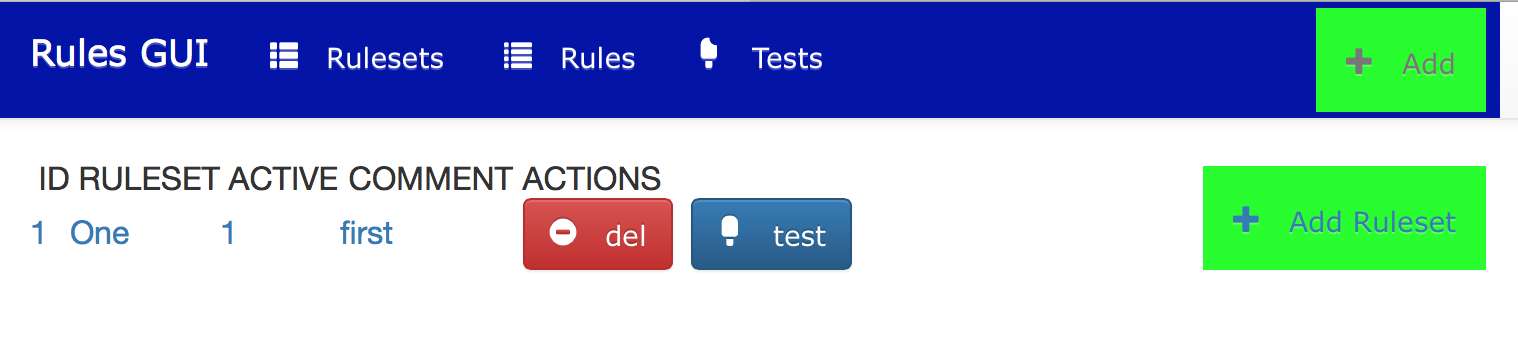 Rules GUI Rulesets Rules Tests Add
ID RULESET ACTIVE COMMENT ACTIONS
1 One 1 first del test Add Ruleset